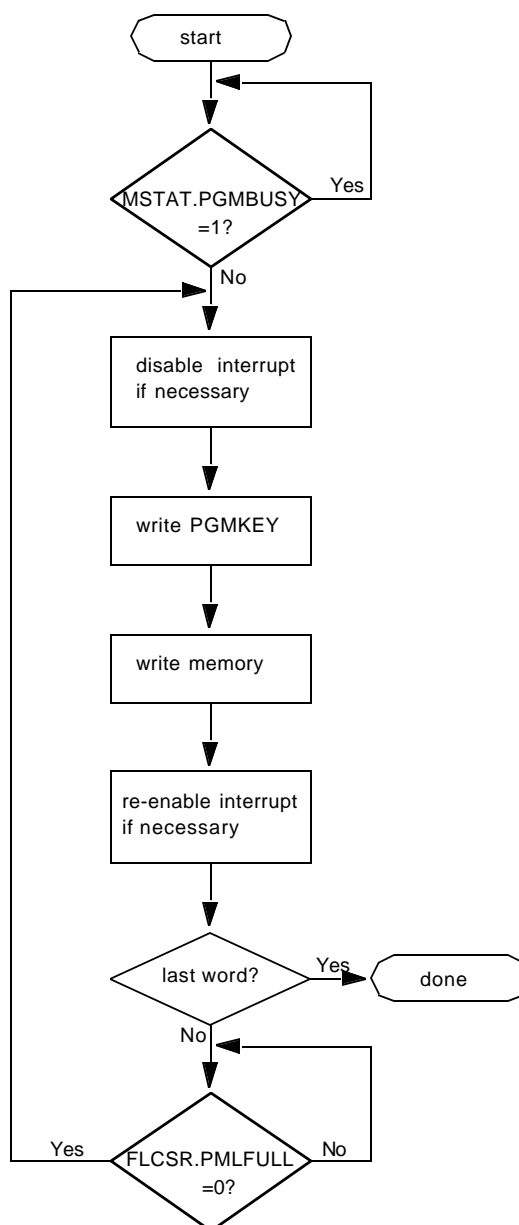 start
MSTAT.PGMBUSY
=1?
Yes
No
disable interrupt
if necessary
write PGMKEY
write memory
re-enable interrupt
if necessary
last word?
Yes
done
No
FLCSR.PMLFULL
=0?
Yes
No